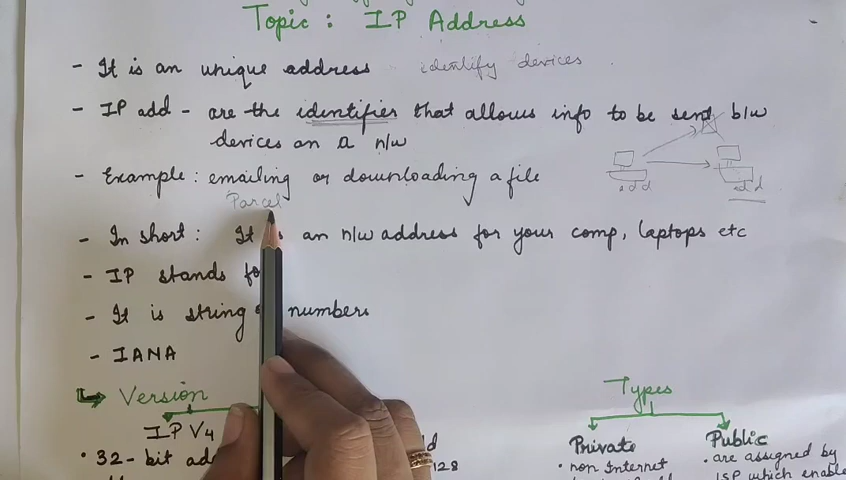 Topic : IP Address
- It is an unique address identify devices
- IP add - are the identifier that allows info to be sent b/w
devices on a n/w
add add
- Example : emailing or downloading a file
Parcel
- In short : It an n/w address for your comp, laptops etc
- IP stands
- It is string numbers
- IANA
Version
Types
IP V4
Private
Public
• 32-bit
128
• non Internet
• are assigned by
ISP which enable